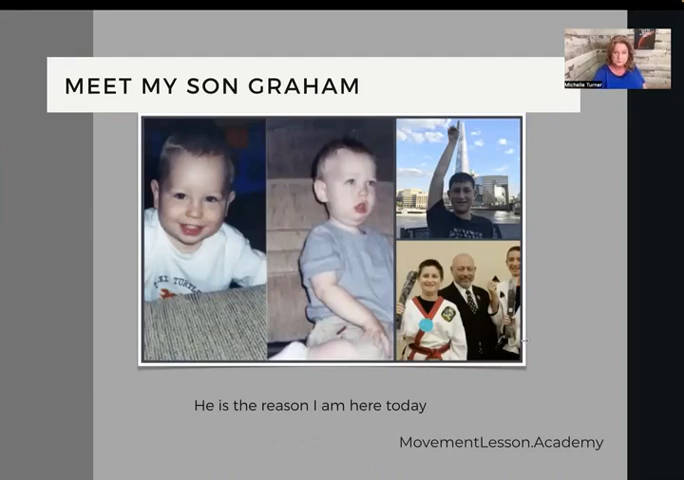 MEET MY SON GRAHAM
Michelle Turner
He is the reason I am here today
MovementLesson.Academy